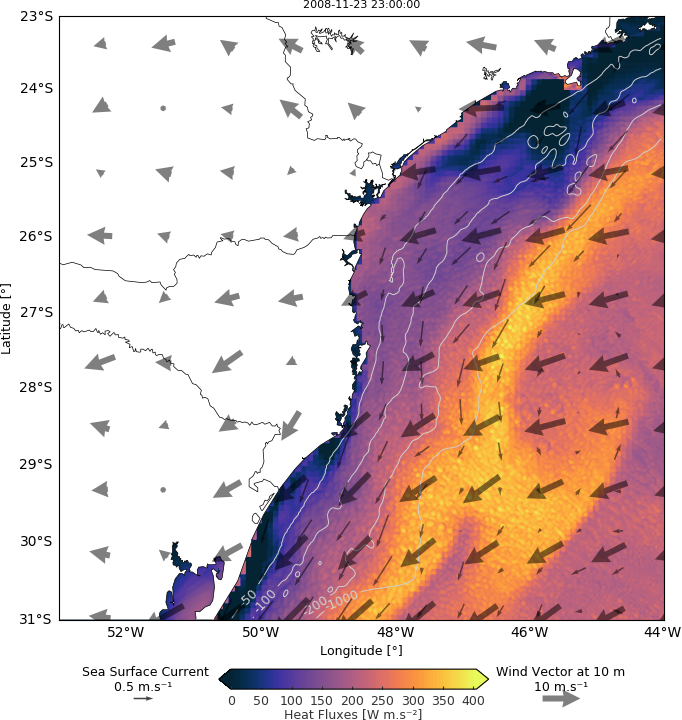 2008-11-23 23:00:00
23°S
24°S
25°S
26°S
27°S
28°S
29°S
30°S
31°S
Latitude [°]
-50
-100
-200
-1000
52°W
50°W
48°W
46°W
44°W
Longitude [°]
Sea Surface Current
0.5 m.s⁻¹
Wind Vector at 10 m
10 m.s⁻¹
0 50 100 150 200 250 300 350 400
Heat Fluxes [W m.s⁻²]